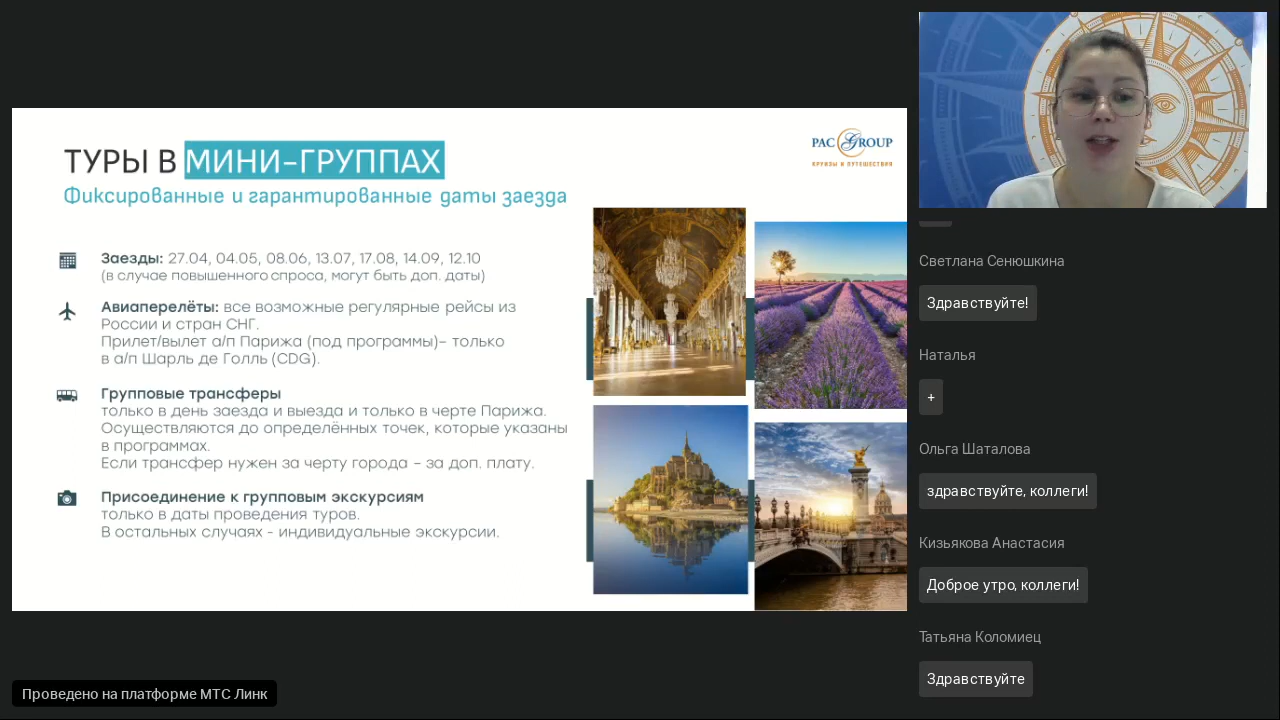 ТУРЫ В МИНИ-ГРУППАХ
Фиксированные и гарантированные даты заезда
PAC GROUP
КРУИЗЫ И ПУТЕШЕСТВИЯ
Заезды: 27.04, 04.05, 08.06, 13.07, 17.08, 14.09, 12.10
(в случае повышенного спроса, могут быть доп. даты)
Авиаперелёты: все возможные регулярные рейсы из
России и стран СНГ.
Прилет/вылет а/п Парижа (под программы)– только
в а/п Шарль де Голль (CDG).
Групповые трансферы
только в день заезда и выезда и только в черте Парижа.
Осуществляются до определённых точек, которые указаны
в программах.
Если трансфер нужен за черту города – за доп. плату.
Присоединение к групповым экскурсиям
только в даты проведения туров.
В остальных случаях - индивидуальные экскурсии.
Проведено на платформе МТС Линк
Светлана Сенюшкина
Здравствуйте!
Наталья
+
Ольга Шаталова
здравствуйте, коллеги!
Кизьякова Анастасия
Доброе утро, коллеги!
Татьяна Коломиец
Здравствуйте